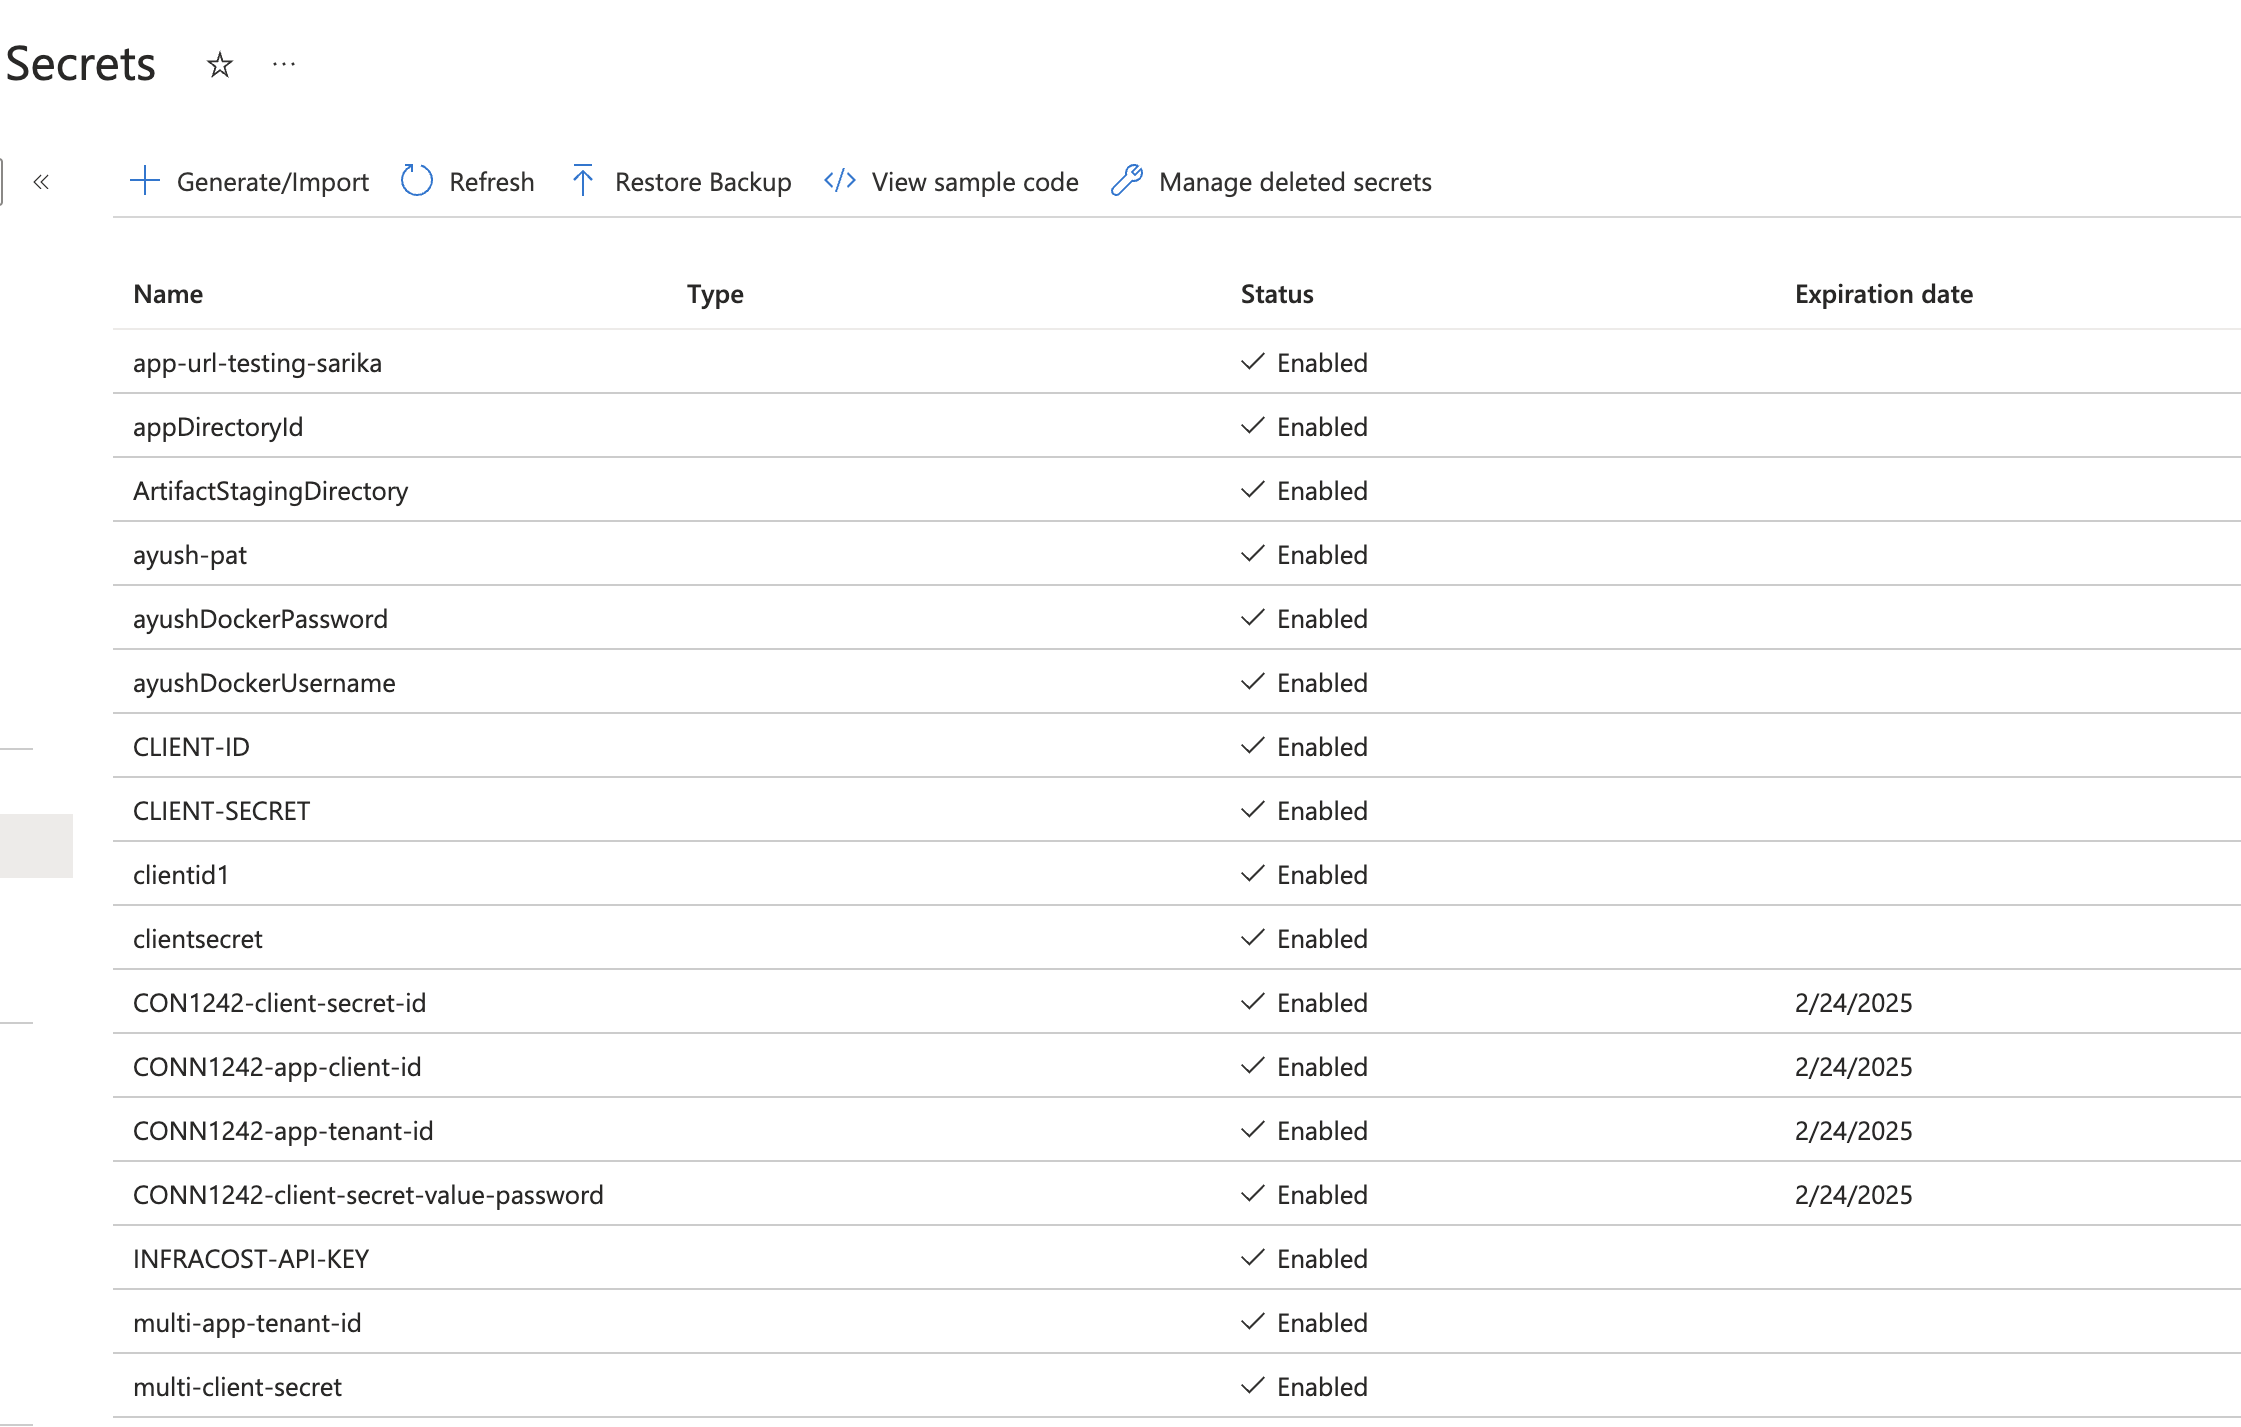 Secrets
Generate/Import Refresh Restore Backup View sample code Manage deleted secrets
Name Type Status Expiration date
app-url-testing-sarika Enabled
appDirectoryId Enabled
ArtifactStagingDirectory Enabled
ayush-pat Enabled
ayushDockerPassword Enabled
ayushDockerUsername Enabled
CLIENT-ID Enabled
CLIENT-SECRET Enabled
clientid1 Enabled
clientsecret Enabled
CON1242-client-secret-id Enabled 2/24/2025
CONN1242-app-client-id Enabled 2/24/2025
CONN1242-app-tenant-id Enabled 2/24/2025
CONN1242-client-secret-value-password Enabled 2/24/2025
INFRACOST-API-KEY Enabled
multi-app-tenant-id Enabled
multi-client-secret Enabled